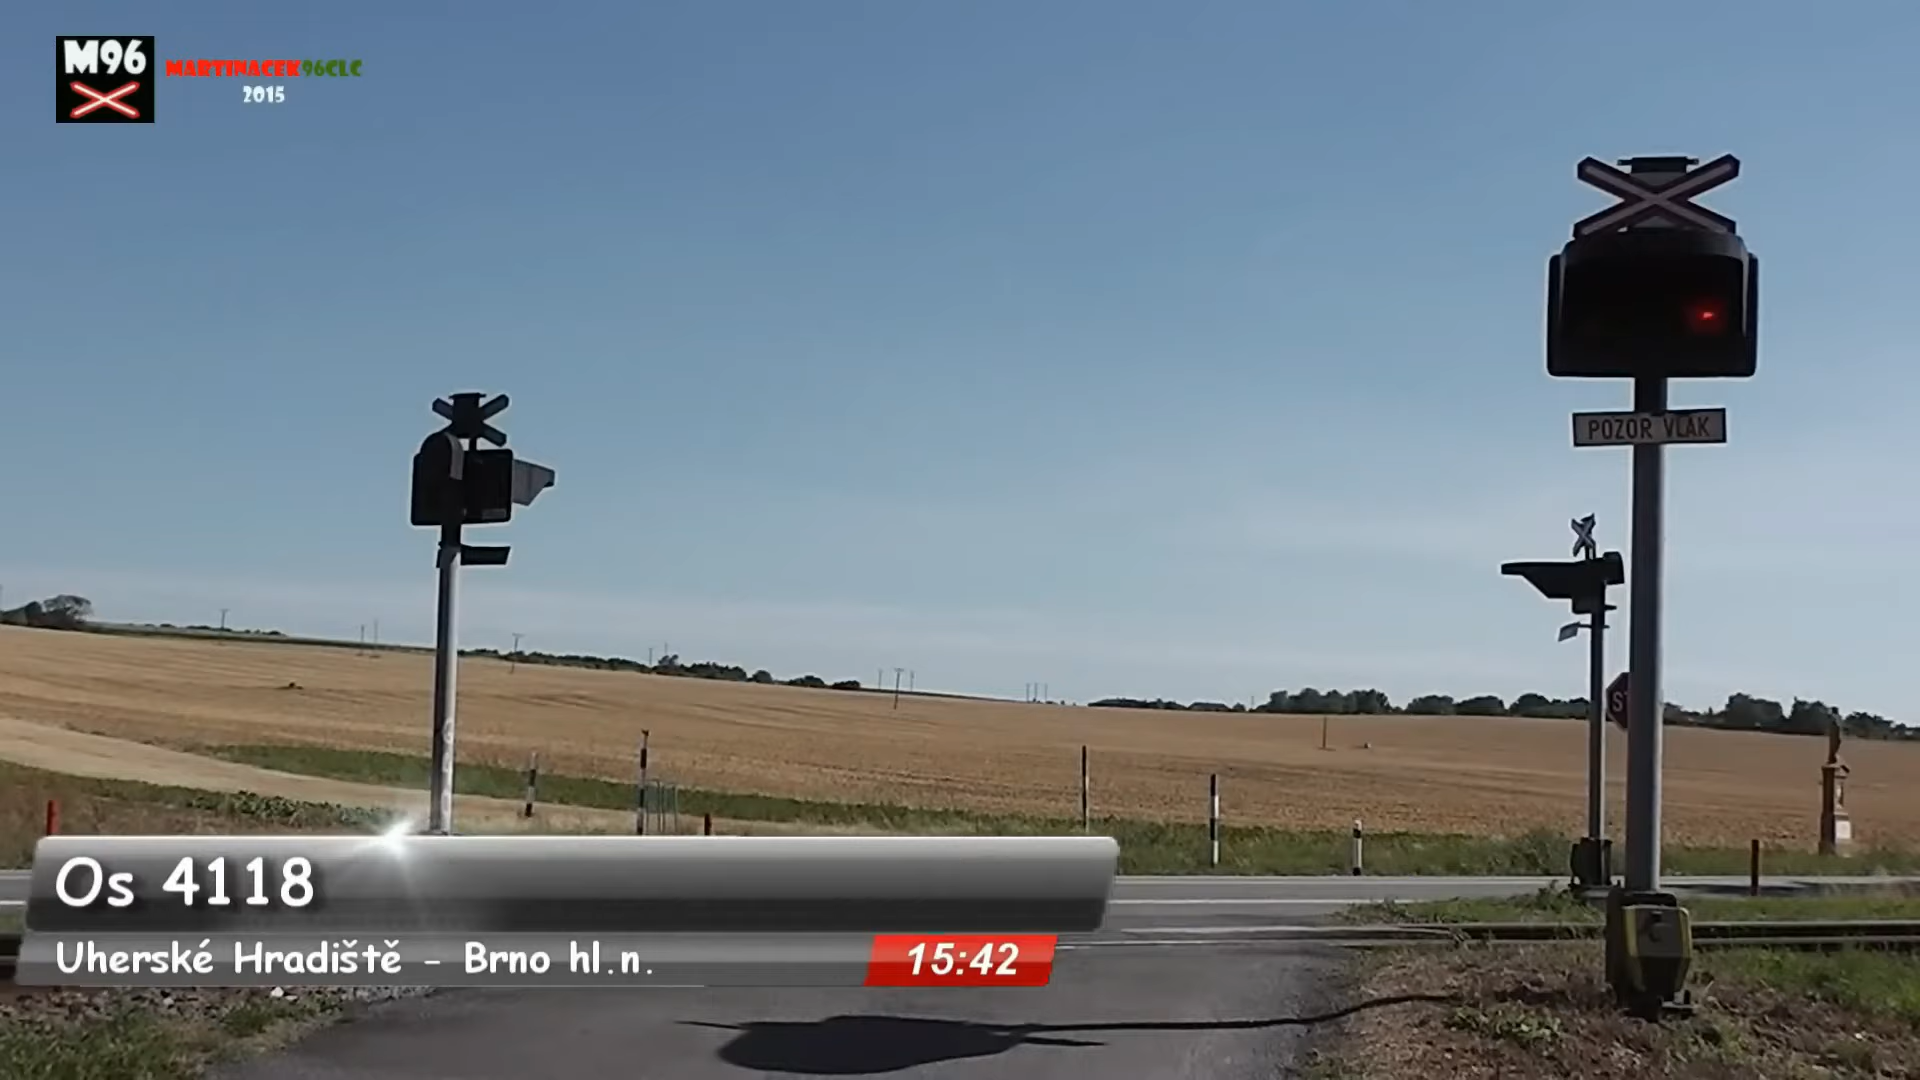 M96
MARTINACEK96CLC
2015
POZOR VLAK
Os 4118
Uherské Hradiště - Brno hl.n.
15:42